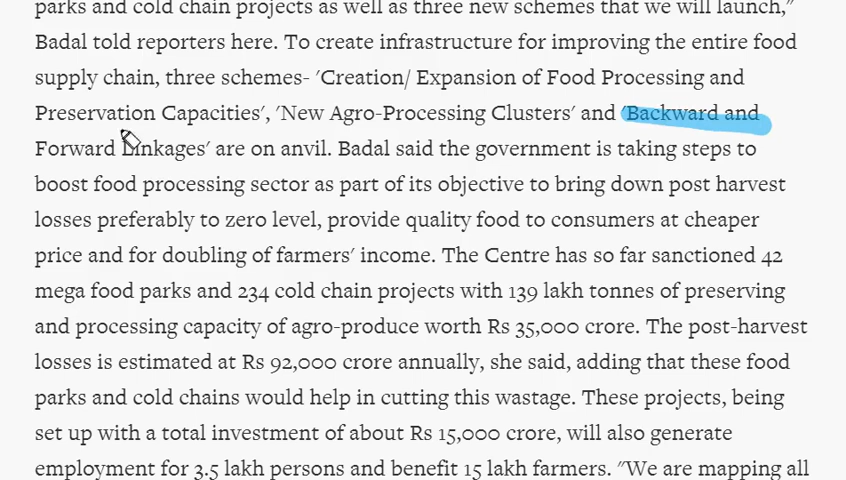 parks and cold chain projects as well as three new schemes that we will launch,"
Badal told reporters here. To create infrastructure for improving the entire food
supply chain, three schemes- 'Creation/ Expansion of Food Processing and
Preservation Capacities', 'New Agro-Processing Clusters' and 'Backward and
Forward Linkages' are on anvil. Badal said the government is taking steps to
boost food processing sector as part of its objective to bring down post harvest
losses preferably to zero level, provide quality food to consumers at cheaper
price and for doubling of farmers' income. The Centre has so far sanctioned 42
mega food parks and 234 cold chain projects with 139 lakh tonnes of preserving
and processing capacity of agro-produce worth Rs 35,000 crore. The post-harvest
losses is estimated at Rs 92,000 crore annually, she said, adding that these food
parks and cold chains would help in cutting this wastage. These projects, being
set up with a total investment of about Rs 15,000 crore, will also generate
employment for 3.5 lakh persons and benefit 15 lakh farmers. "We are mapping all